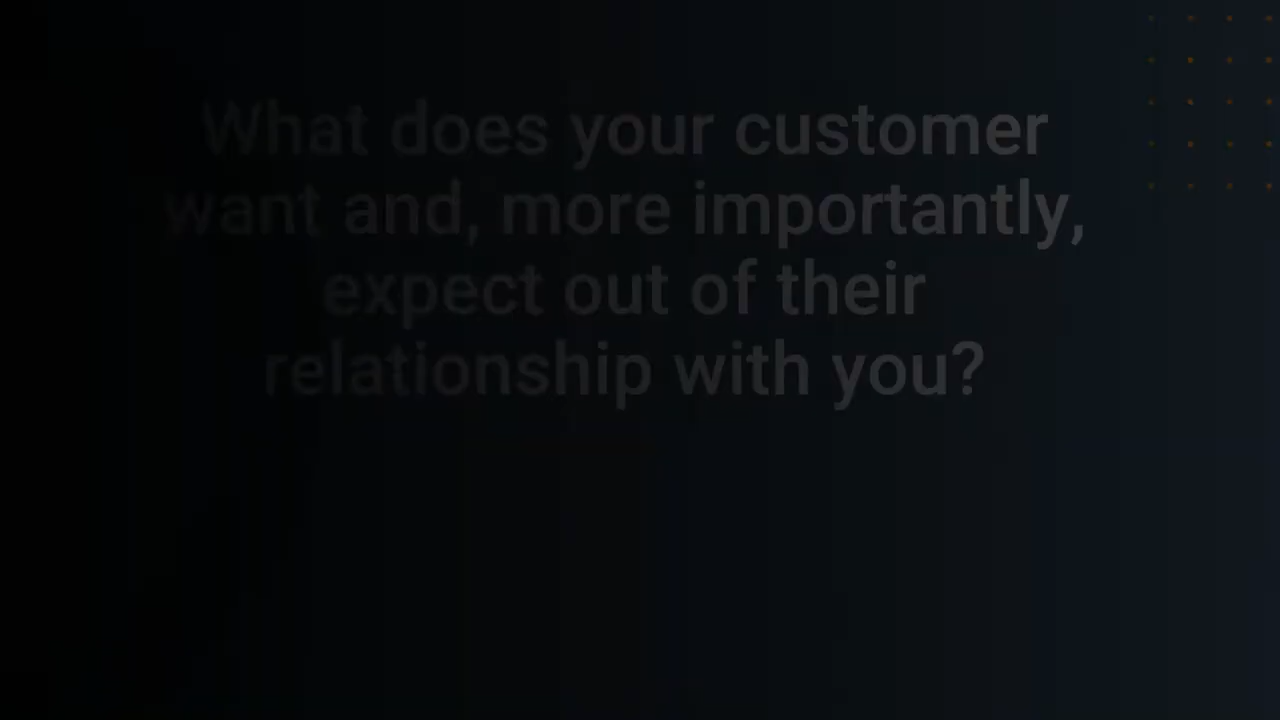 What does your customer
want and, more importantly,
expect out of their
relationship with you?